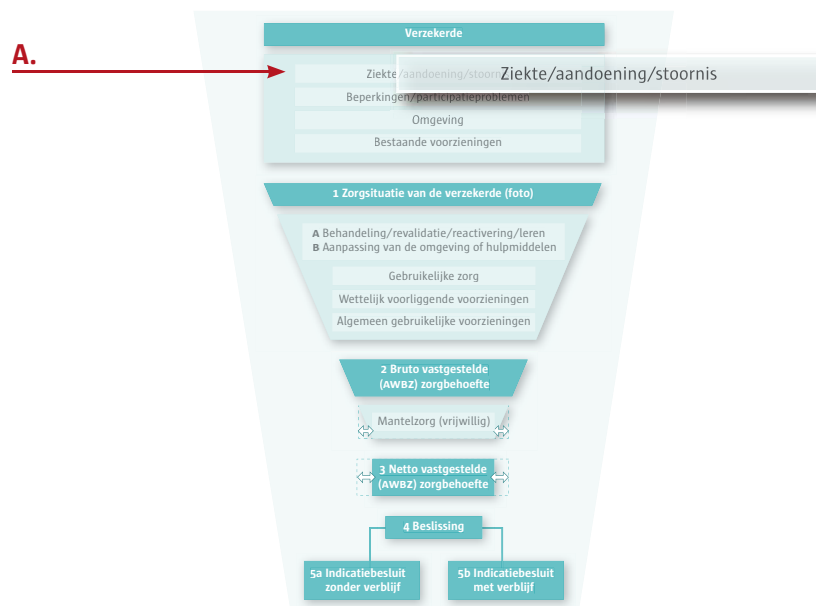 Verzekerde
A.
Ziekte/aandoening/stoornis
Ziekte/aandoening/stoornis
Beperkingen/participatieproblemen
Omgeving
Bestaande voorzieningen
1 Zorgsituatie van de verzekerde (foto)
A Behandeling/revalidatie/reactivering/leren
B Aanpassing van de omgeving of hulpmiddelen
Gebruikelijke zorg
Wettelijk voorliggende voorzieningen
Algemeen gebruikelijke voorzieningen
2 Bruto vastgestelde
(AWBZ) zorgbehoefte
Mantelzorg (vrijwillig)
3 Netto vastgestelde
(AWBZ) zorgbehoefte
4 Beslissing
5a Indicatiebesluit
zonder verblijf
5b Indicatiebesluit
met verblijf